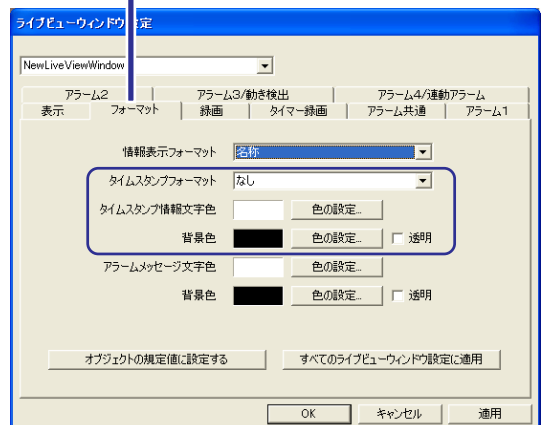 ライブビューウィンドウ設定
NewLiveViewWindow
アラーム2 アラーム3/動き検出 アラーム4/連動アラーム
表示 フォーマット 録画 タイマー録画 アラーム共通 アラーム1
情報表示フォーマット 名称
タイムスタンプフォーマット なし
タイムスタンプ情報文字色 色の設定...
背景色 色の設定... 透明
アラームメッセージ文字色 色の設定...
背景色 色の設定... 透明
オブジェクトの規定値に設定する すべてのライブビューウィンドウ設定に適用
OK キャンセル 適用